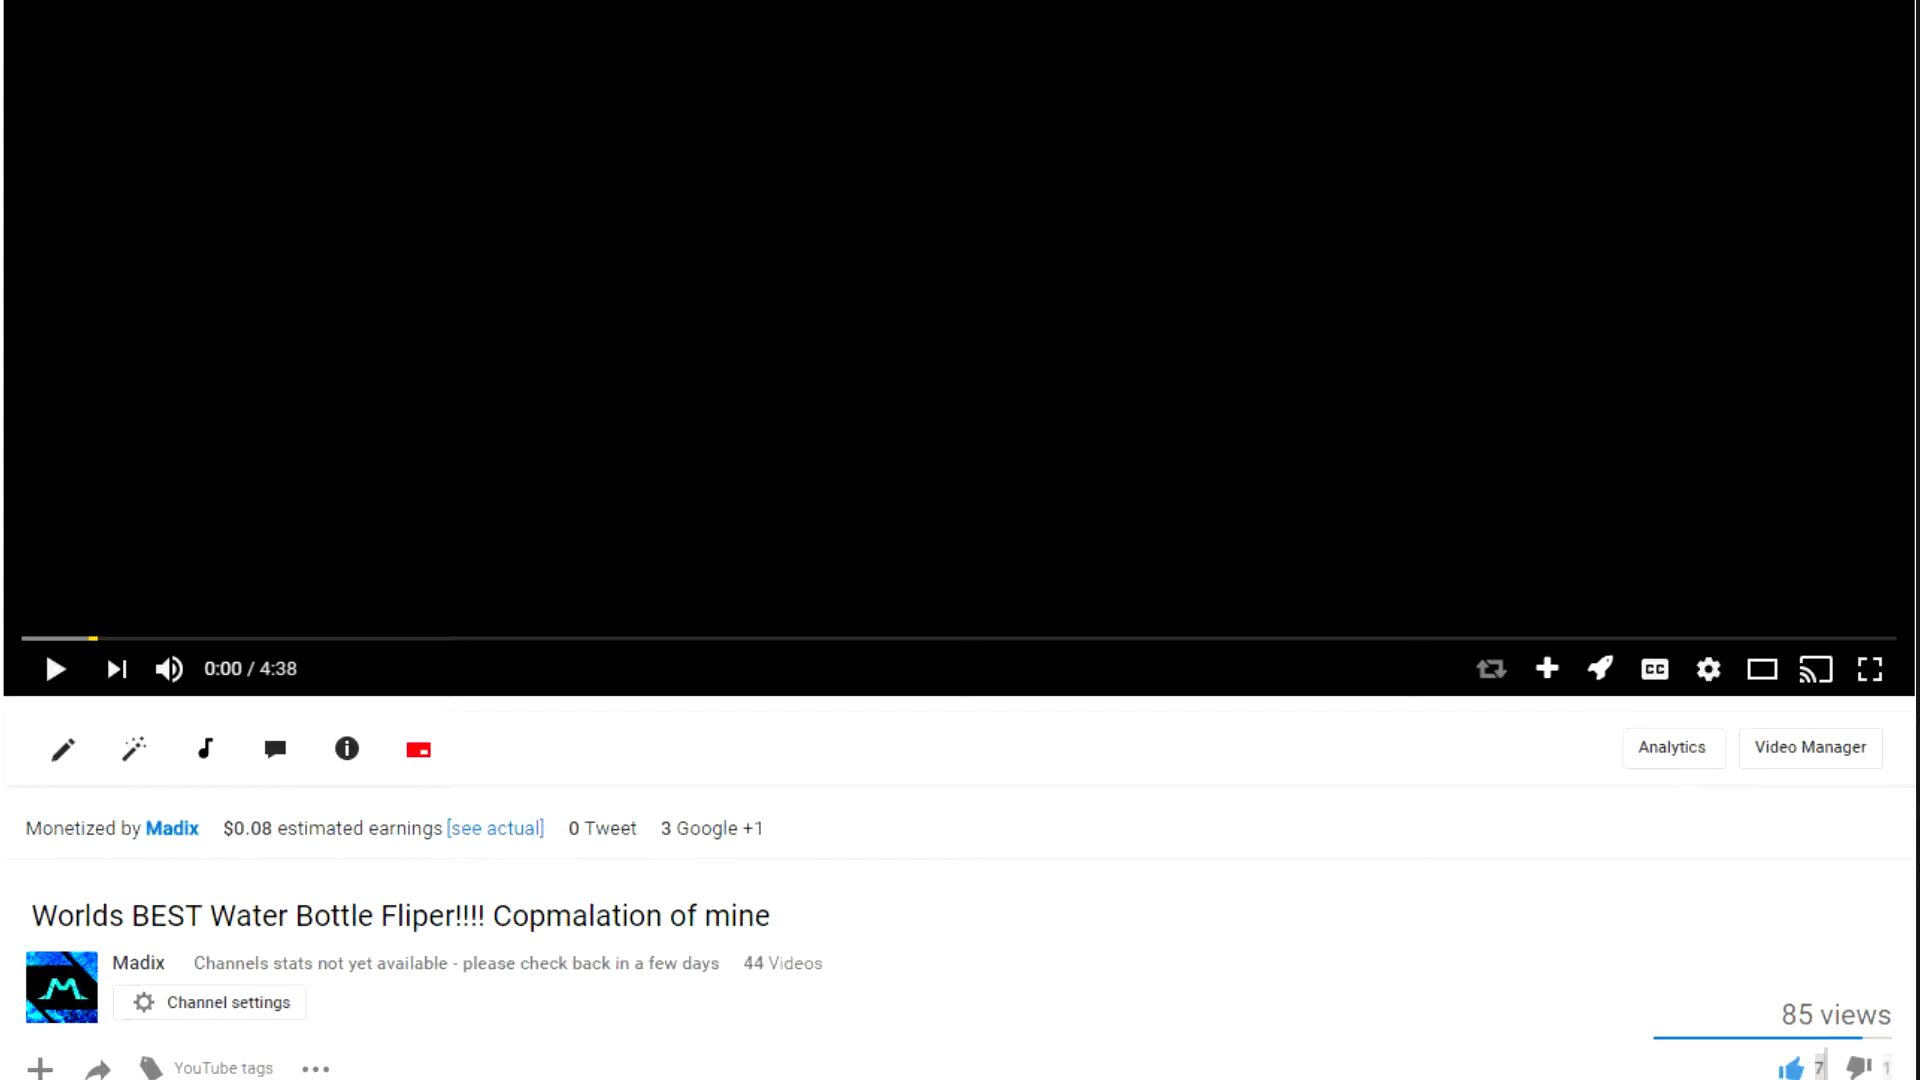 0:00 / 4:38
CC
Analytics
Video Manager
Monetized by Madix $0.08 estimated earnings [see actual] 0 Tweet 3 Google +1
Worlds BEST Water Bottle Fliper!!!! Copmalation of mine
M
Madix Channels stats not yet available - please check back in a few days 44 Videos
Channel settings
85 views
YouTube tags
7
1